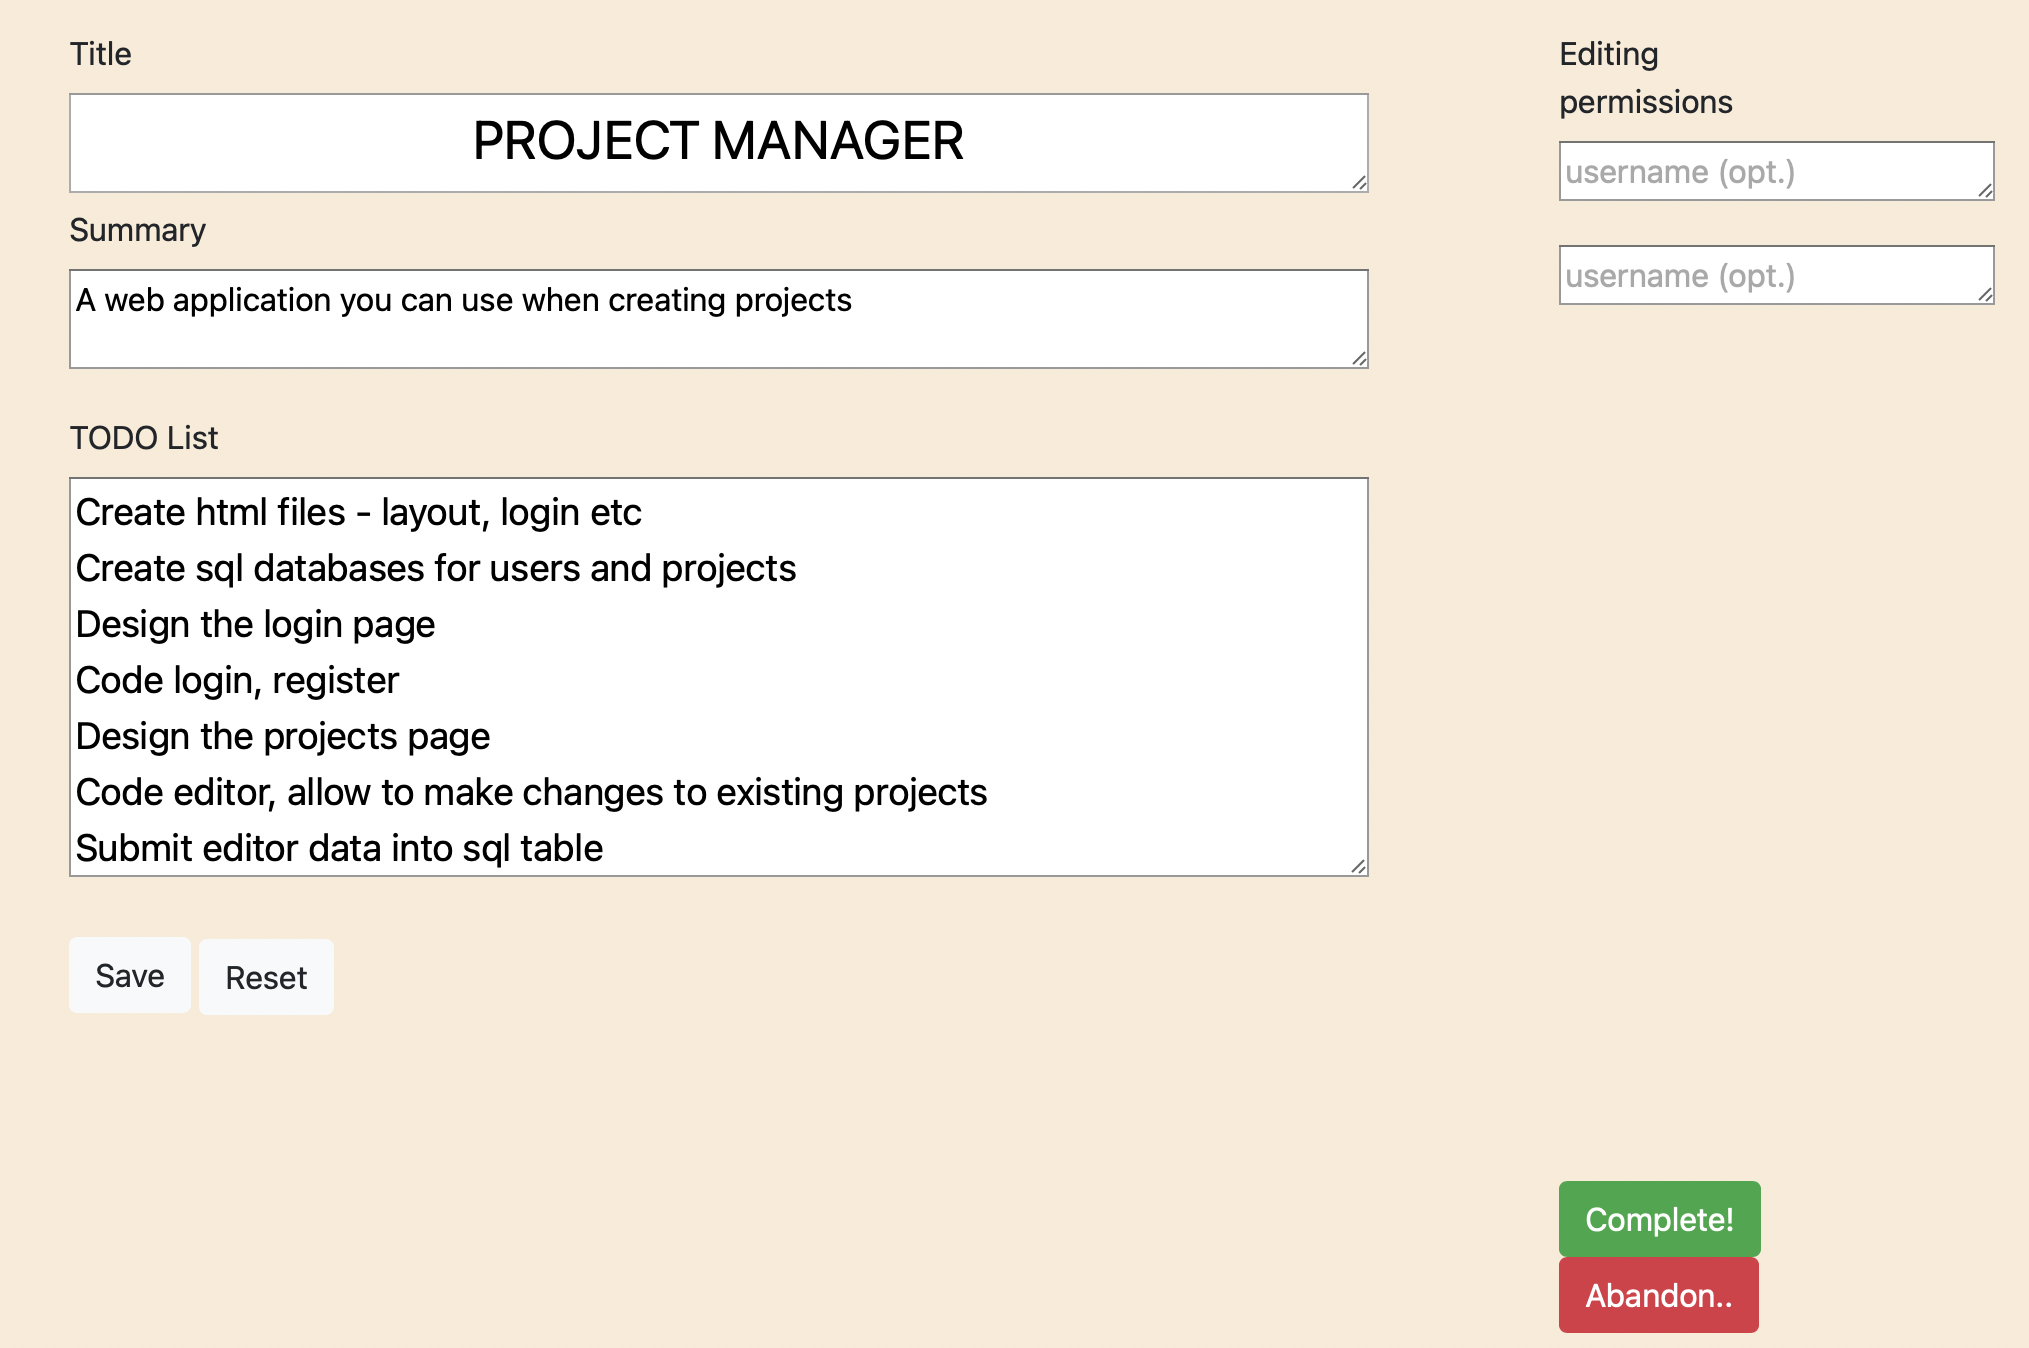 Title
PROJECT MANAGER
Summary
A web application you can use when creating projects
TODO List
Create html files - layout, login etc
Create sql databases for users and projects
Design the login page
Code login, register
Design the projects page
Code editor, allow to make changes to existing projects
Submit editor data into sql table
Save
Reset
Editing
permissions
username (opt.)
username (opt.)
Complete!
Abandon..